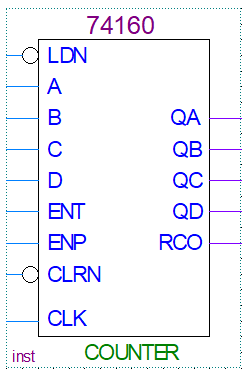 74160
LDN
A
B QA
C QB
D QC
ENT QD
ENP RCO
CLRN
CLK
inst COUNTER